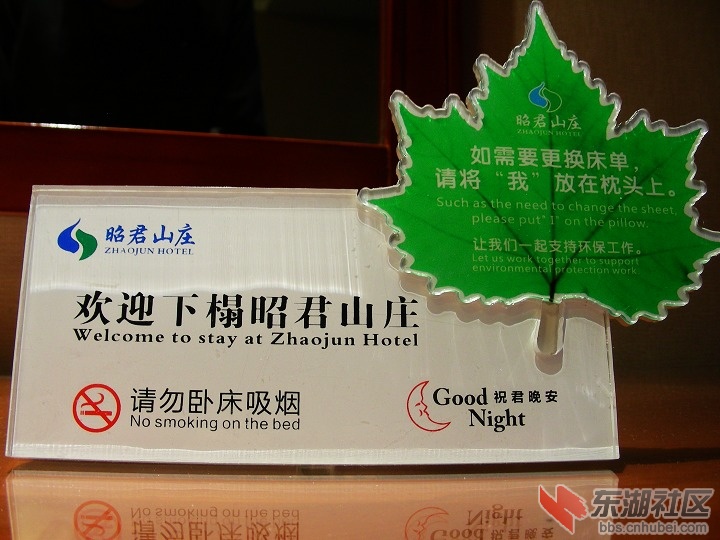 昭君山庄
ZHAOJUN HOTEL
如需要更换床单,
请将“我”放在枕头上。
Such as the need to change the sheet,
please put" I" on the pillow.
让我们一起支持环保工作。
Let us work together to support
environmental protection work.
昭君山庄
ZHAOJUN HOTEL
欢迎下榻昭君山庄
Welcome to stay at Zhaojun Hotel
请勿卧床吸烟
No smoking on the bed
Good 祝君晚安
Night
东湖社区
bbs.cnhubei.com